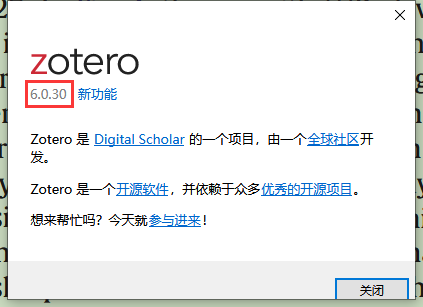 zotero
6.0.30 新功能
Zotero 是 Digital Scholar 的一个项目，由一个全球社区开
发。
Zotero 是一个开源软件，并依赖于众多优秀的开源项目。
想来帮忙吗？今天就参与进来！
关闭